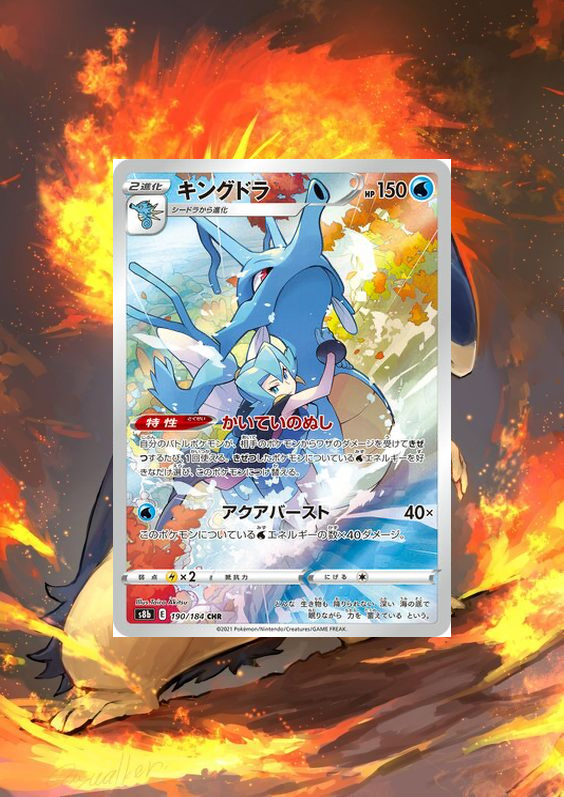 2進化 キングドラ HP 150
シードラから進化
特性 とくせい かいていのぬし
自分のバトルポケモンが、相手のポケモンからワザのダメージを受けてきぜ
つするたび、1回使える。きぜつしたポケモンについている エネルギーを好
きなだけ選び、このポケモンにつけ替える。
アクアバースト 40×
このポケモンについている エネルギーの数×40ダメージ。
弱点 ×2 抵抗力 にげる
Illus. Taira Akitsu
どんな 生き物も 降りられない 深い 海の底で
眠りながら 力を 蓄えている という。
s8b E 190/184 CHR
©2021 Pokémon/Nintendo/Creatures/GAME FREAK.